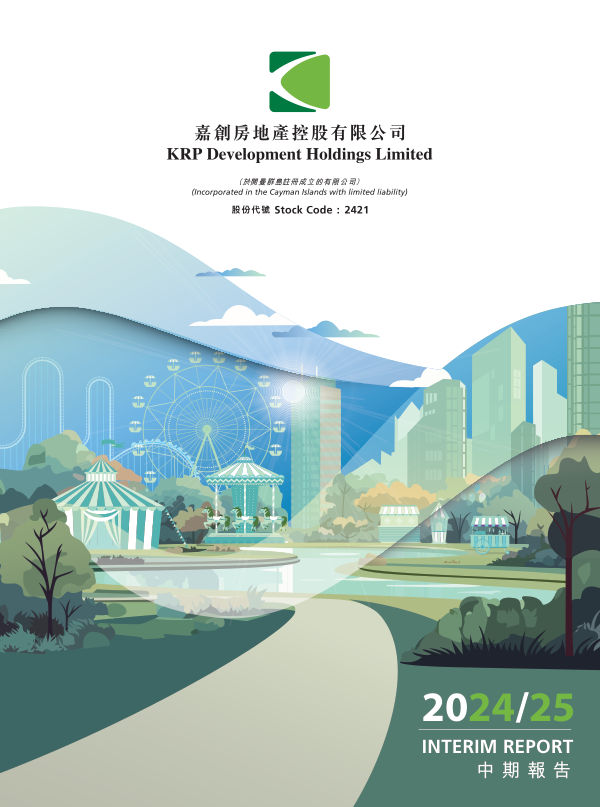 嘉創房地產控股有限公司
KRP Development Holdings Limited
（於開曼群島註冊成立的有限公司）
(Incorporated in the Cayman Islands with limited liability)
股份代號 Stock Code : 2421
2024/25
INTERIM REPORT
中期報告